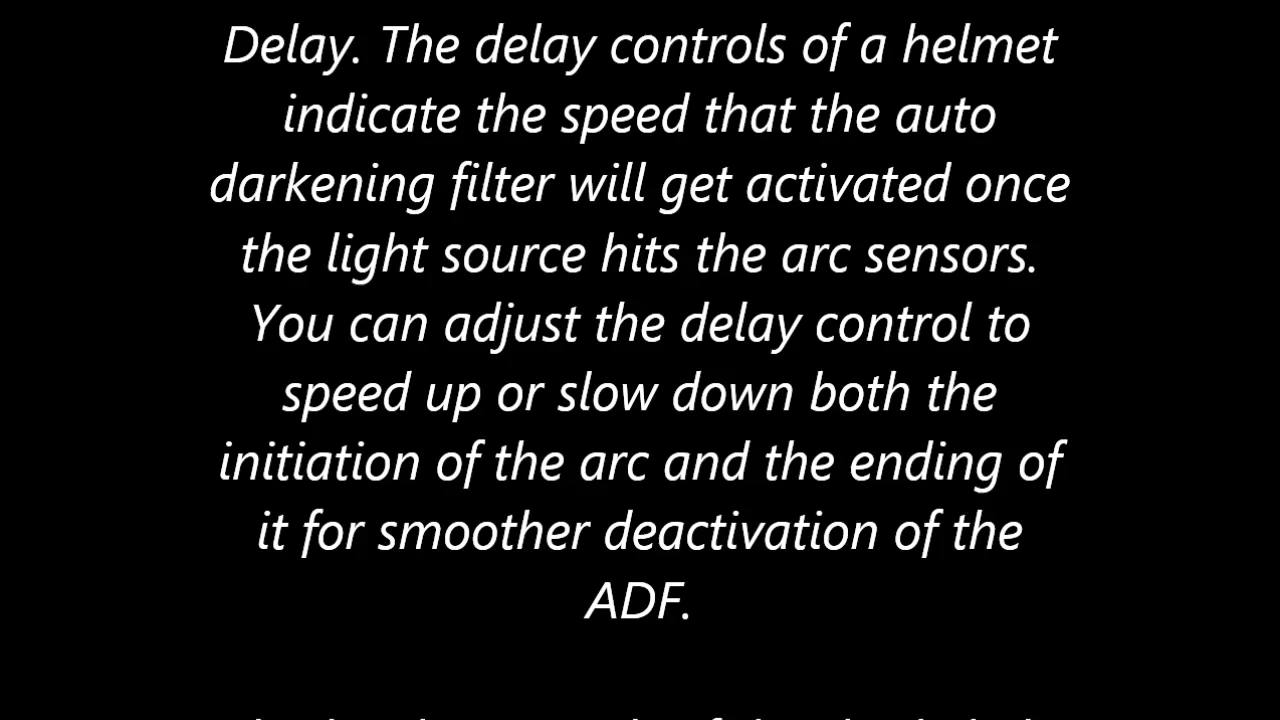 Delay. The delay controls of a helmet
indicate the speed that the auto
darkening filter will get activated once
the light source hits the arc sensors.
You can adjust the delay control to
speed up or slow down both the
initiation of the arc and the ending of
it for smoother deactivation of the
ADF.